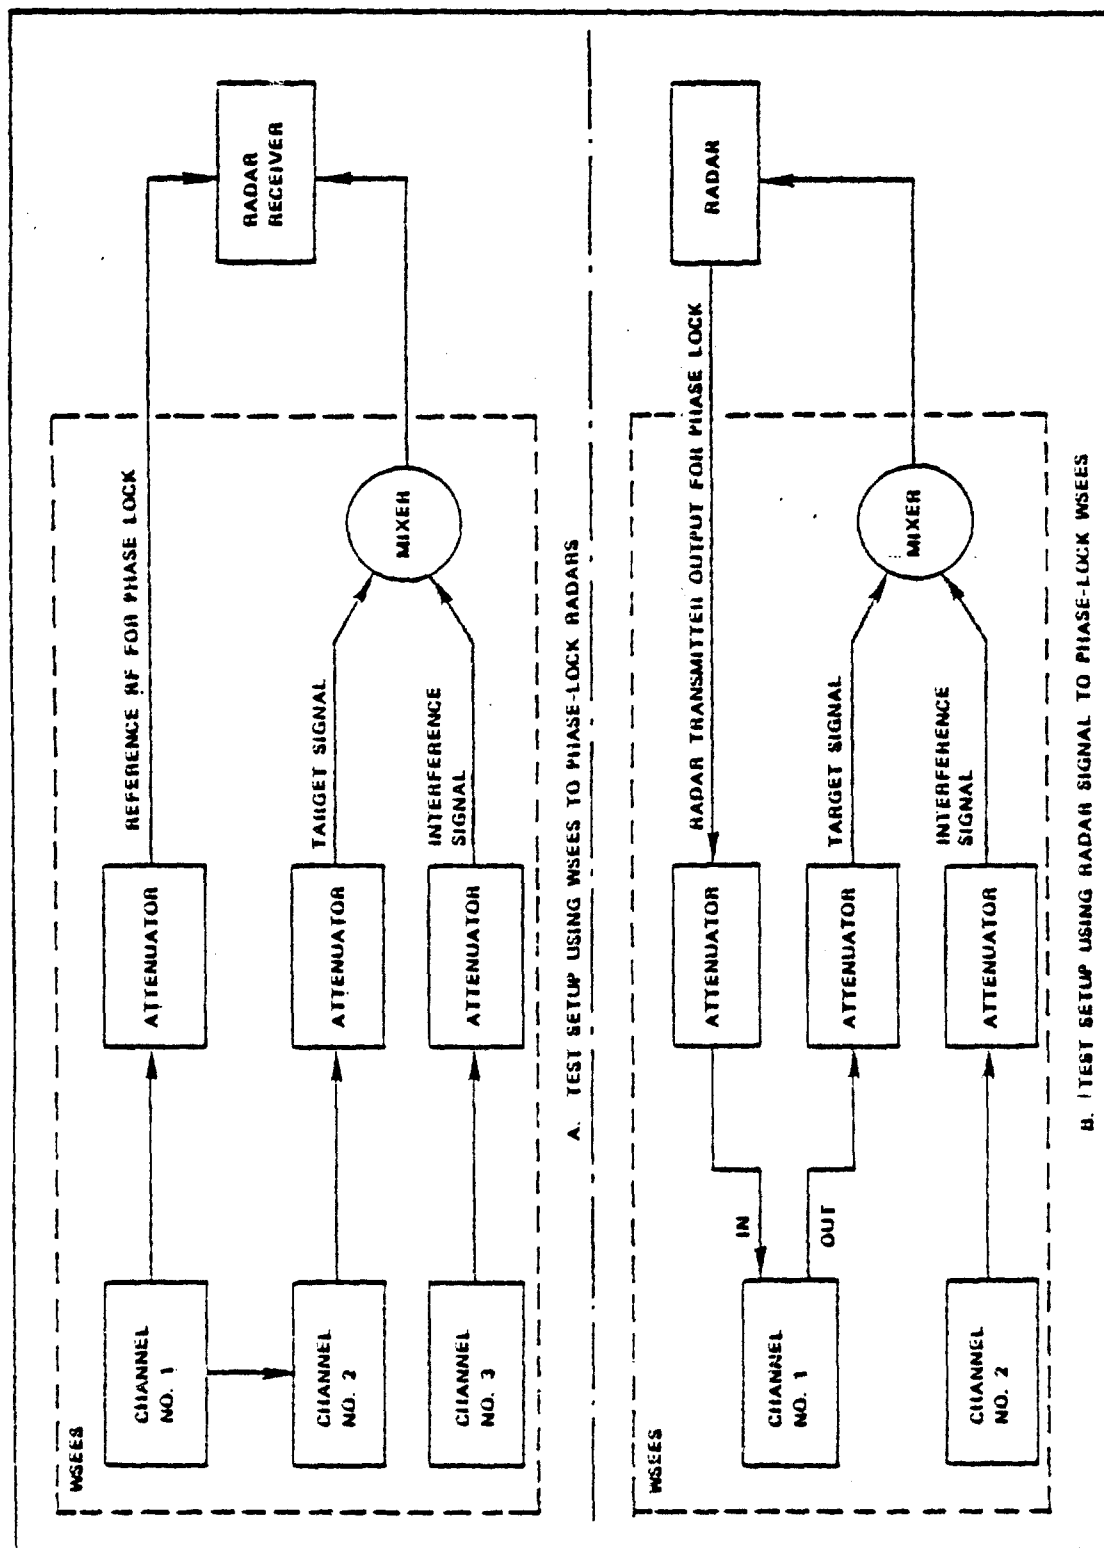 WSEES
CHANNEL
NO. 1
ATTENUATOR
REFERENCE RF FOR PHASE LOCK
RADAR
RECEIVER
CHANNEL
NO. 2
ATTENUATOR
TARGET SIGNAL
MIXER
CHANNEL
NO. 3
ATTENUATOR
INTERFERENCE
SIGNAL
A. TEST SETUP USING WSEES TO PHASE-LOCK RADARS
WSEES
ATTENUATOR
RADAR TRANSMITTER OUTPUT FOR PHASE LOCK
RADAR
IN
CHANNEL
NO. 1
OUT
ATTENUATOR
TARGET SIGNAL
MIXER
CHANNEL
NO. 2
ATTENUATOR
INTERFERENCE
SIGNAL
B. TEST SETUP USING RADAR SIGNAL TO PHASE-LOCK WSEES